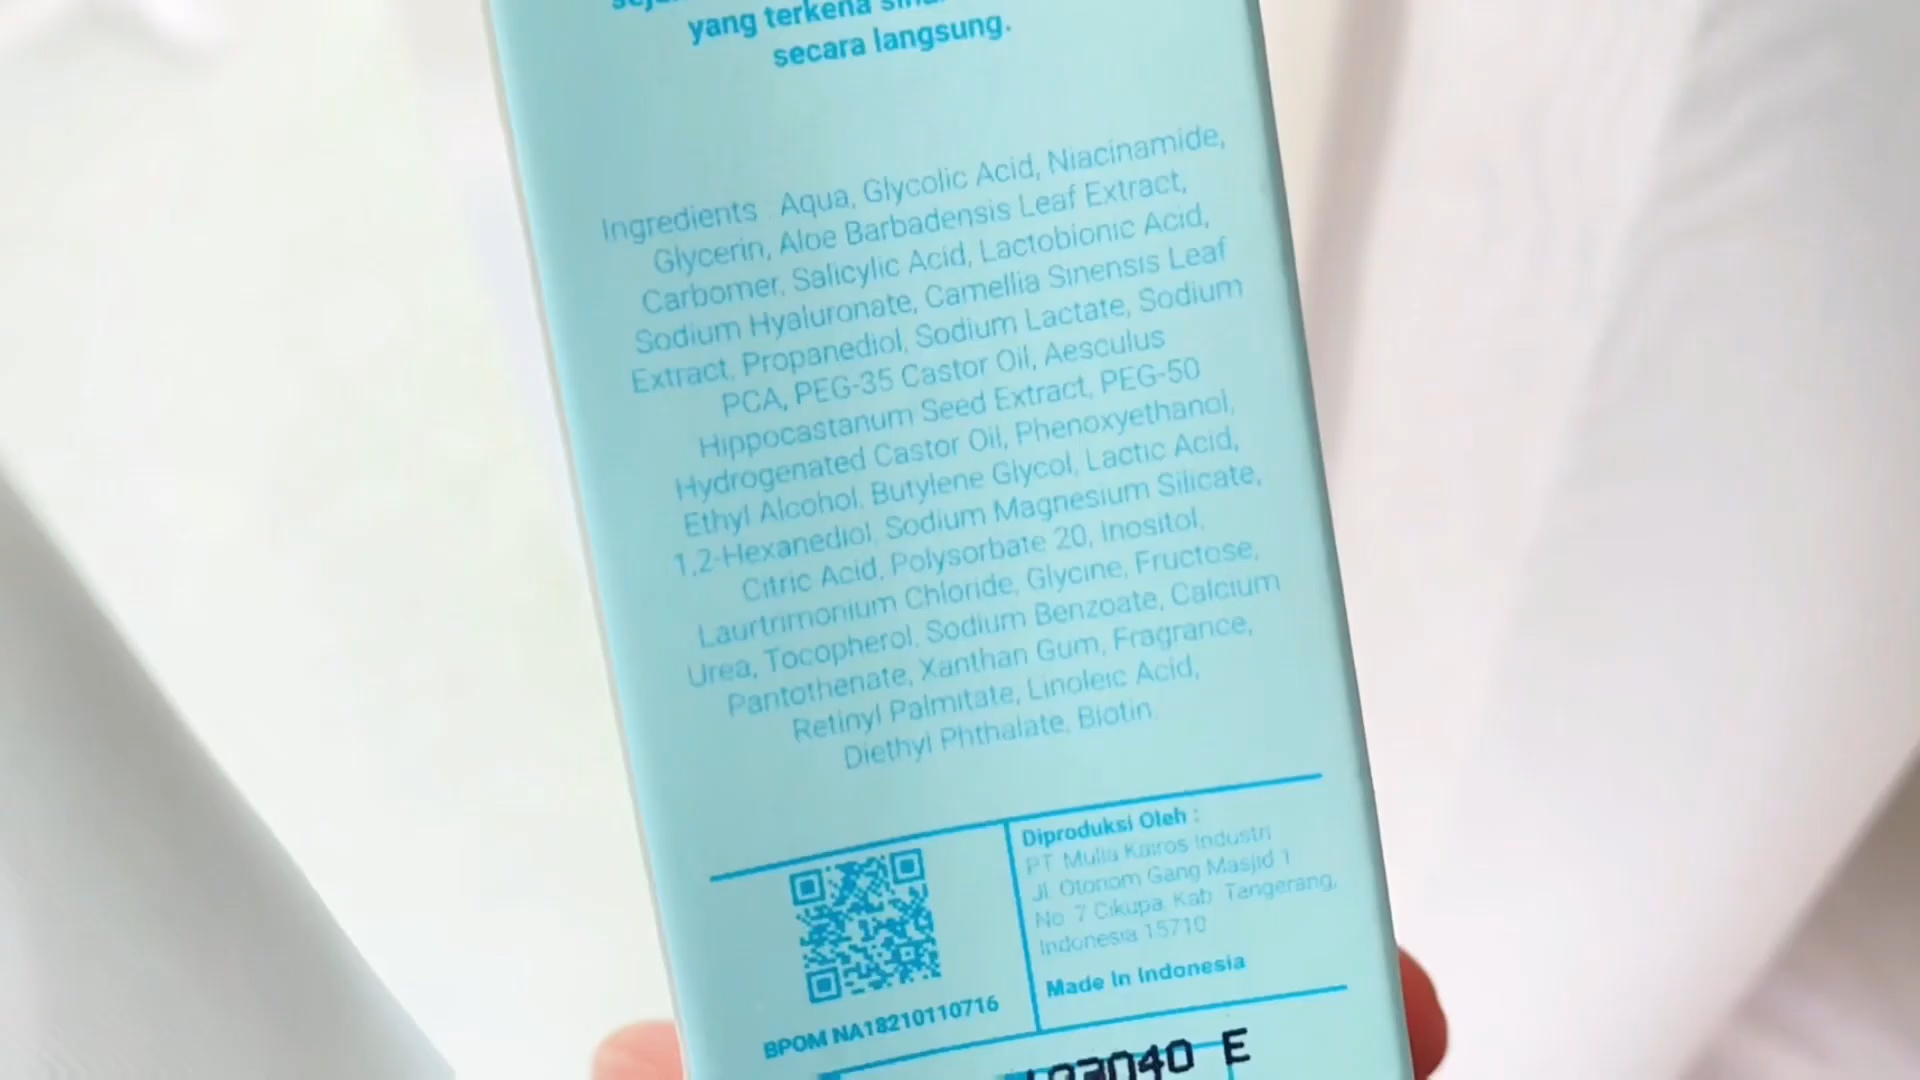 yang terkena
secara langsung.
Ingredients : Aqua, Glycolic Acid, Niacinamide,
Glycerin, Aloe Barbadensis Leaf Extract,
Carbomer, Salicylic Acid, Lactobionic Acid,
Sodium Hyaluronate, Camellia Sinensis Leaf
Extract, Propanediol, Sodium Lactate, Sodium
PCA, PEG-35 Castor Oil, Aesculus
Hippocastanum Seed Extract, PEG-50
Hydrogenated Castor Oil, Phenoxyethanol,
Ethyl Alcohol, Butylene Glycol, Lactic Acid,
1,2-Hexanediol, Sodium Magnesium Silicate,
Citric Acid, Polysorbate 20, Inositol,
Laurtrimonium Chloride, Glycine, Fructose,
Urea, Tocopherol, Sodium Benzoate, Calcium
Pantothenate, Xanthan Gum, Fragrance,
Retinyl Palmitate, Linoleic Acid,
Diethyl Phthalate, Biotin.
BPOM NA18210110716
Diproduksi Oleh :
PT. Mulia Kairos Industri
Jl. Otonom Gang Masjid 1
No. 7 Cikupa, Kab. Tangerang,
Indonesia 15710
Made In Indonesia
E